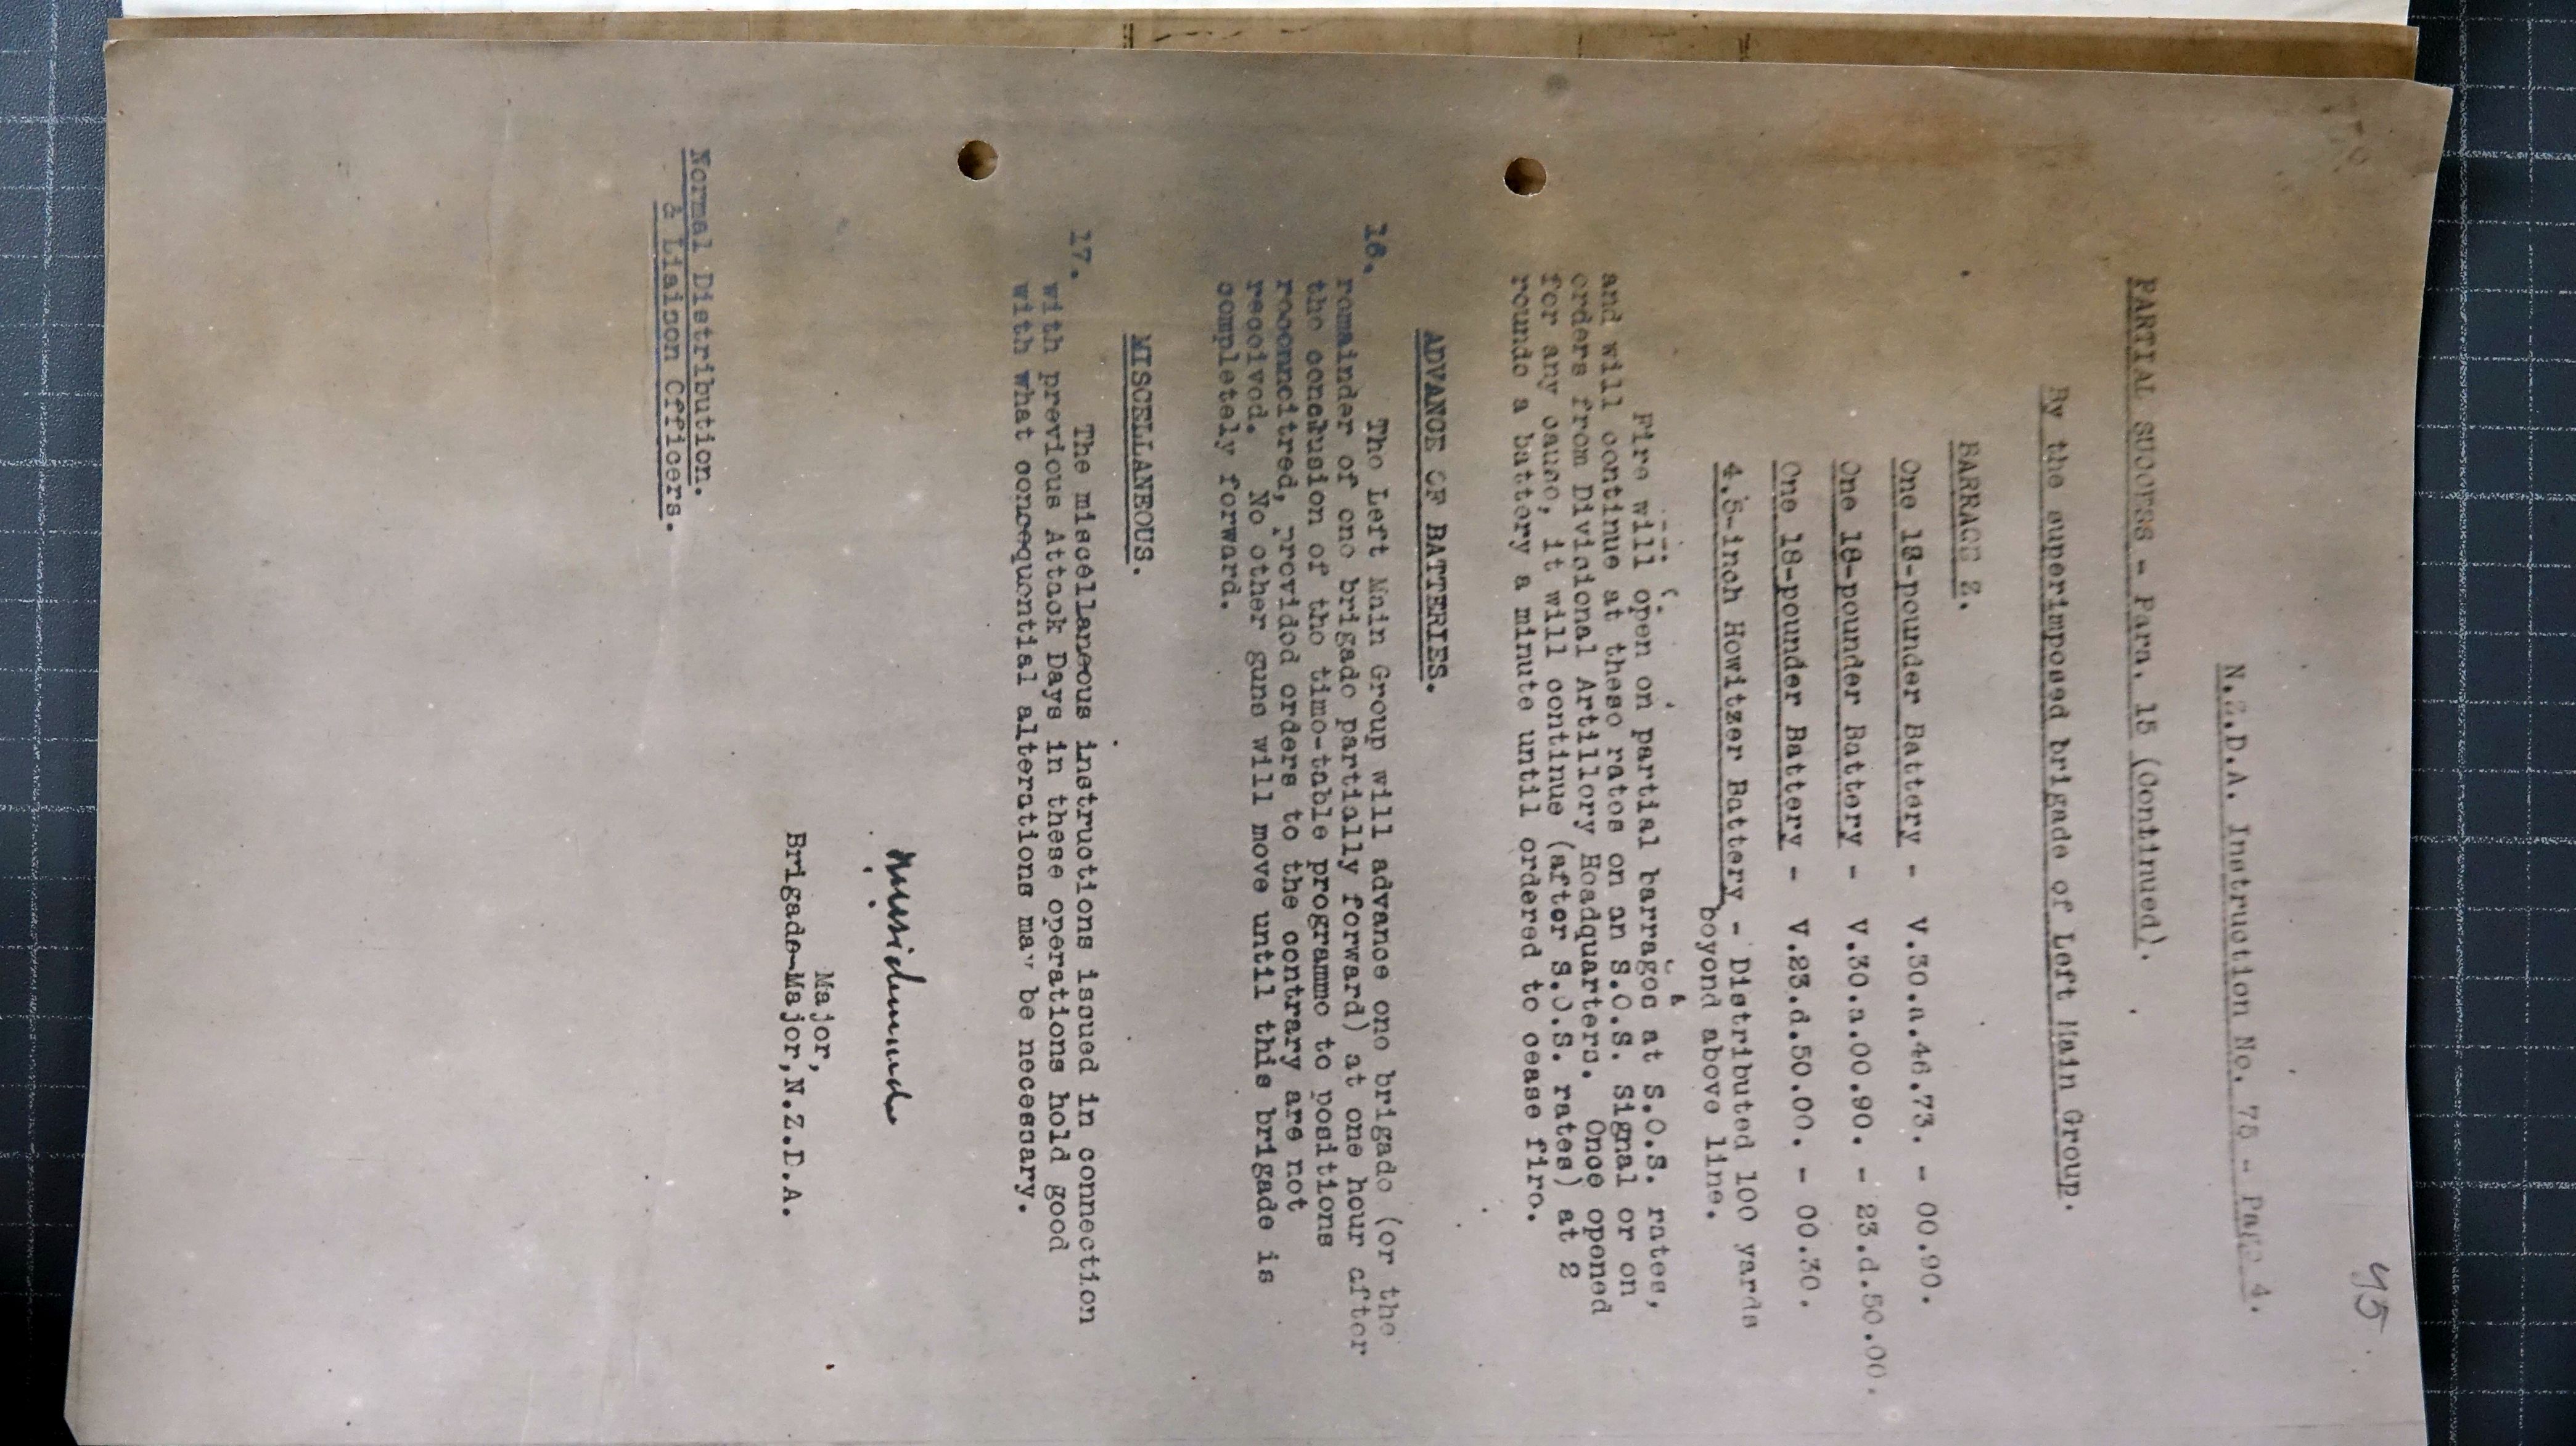 45
N.Z.D.A. Instruction No. 75 - Page 4.
PARTIAL SUCCESS - Para. 15 (Continued).
By the superimposed brigade of Left Main Group.
BARRAGE 2.
One 18-pounder Battery - V.30.a.46.73. - 00.90.
One 18-pounder Battery - V.30.a.00.90. - 23.d.50.00.
One 18-pounder Battery - V.23.d.50.00. - 00.30.
4.5-inch Howitzer Battery - Distributed 100 yards
beyond above line.
Fire will open on partial barrages at S.O.S. rates,
and will continue at these rates on an S.O.S. Signal or on
orders from Divisional Artillery Headquarters. Once opened
for any cause, it will continue (after S.O.S. rates) at 2
rounds a battery a minute until ordered to cease fire.
ADVANCE OF BATTERIES.
16. The Left Main Group will advance one brigade (or the
remainder of one brigade partially forward) at one hour after
the conclusion of the time-table programme to positions
reconnoitred, provided orders to the contrary are not
received. No other guns will move until this brigade is
completely forward.
MISCELLANEOUS.
17. The miscellaneous instructions issued in connection
with previous Attack Days in these operations hold good
with what consequential alterations may be necessary.
Major,
Brigade-Major,N.Z.D.A.
Normal Distribution.
& Liaison Officers.